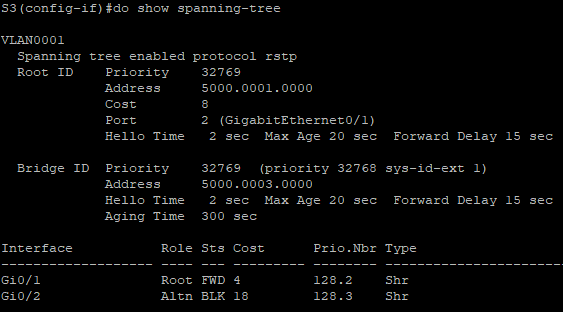 S3(config-if)#do show spanning-tree
VLAN0001
  Spanning tree enabled protocol rstp
  Root ID    Priority    32769
             Address     5000.0001.0000
             Cost        8
             Port        2 (GigabitEthernet0/1)
             Hello Time   2 sec  Max Age 20 sec  Forward Delay 15 sec
  Bridge ID  Priority    32769  (priority 32768 sys-id-ext 1)
             Address     5000.0003.0000
             Hello Time   2 sec  Max Age 20 sec  Forward Delay 15 sec
             Aging Time  300 sec
Interface           Role Sts Cost      Prio.Nbr Type
------------------- ---- --- --------- -------- -----------------------
Gi0/1               Root FWD 4         128.2    Shr
Gi0/2               Altn BLK 18        128.3    Shr